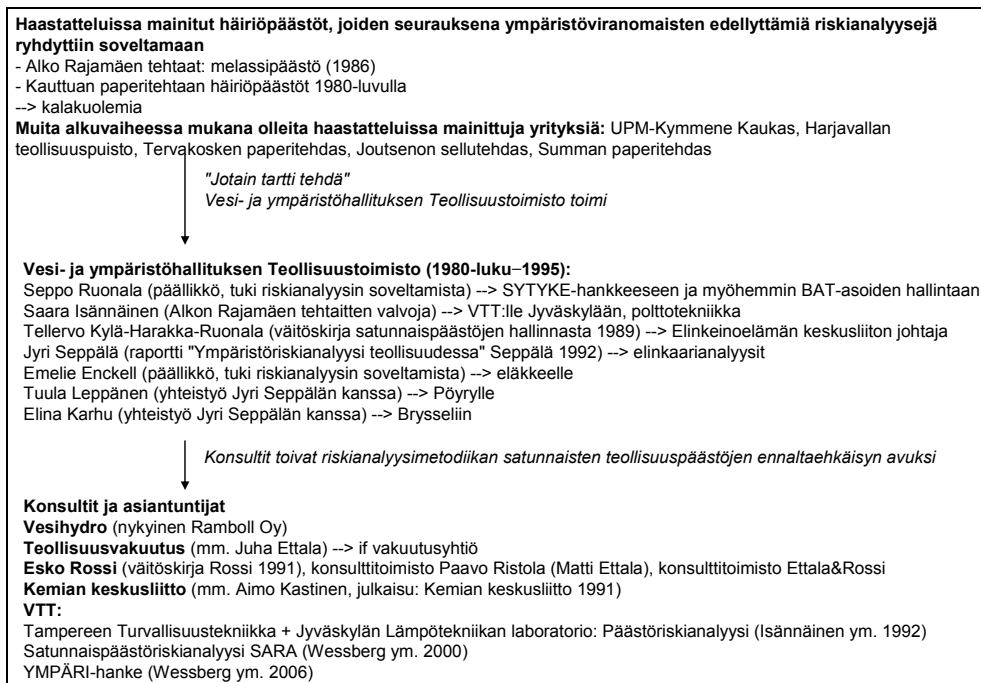 Haastatteluissa mainitut häiriöpäästöt, joiden seurauksena ympäristöviranomaisten edellyttämiä riskianalyysejä
ryhdyttiin soveltamaan
- Alko Rajamäen tehtaat: melassipäästö (1986)
- Kauttuan paperitehtaan häiriöpäästöt 1980-luvulla
--> kalakuolemia
Muita alkuvaiheessa mukana olleita haastatteluissa mainittuja yrityksiä: UPM-Kymmene Kaukas, Harjavallan
teollisuuspuisto, Tervakosken paperitehdas, Joutsenon sellutehdas, Summan paperitehdas
"Jotain tartti tehdä"
Vesi- ja ympäristöhallituksen Teollisuustoimisto toimi
Vesi- ja ympäristöhallituksen Teollisuustoimisto (1980-luku–1995):
Seppo Ruonala (päällikkö, tuki riskianalyysin soveltamista) --> SYTYKE-hankkeeseen ja myöhemmin BAT-asoiden hallintaan
Saara Isännäinen (Alkon Rajamäen tehtaitten valvoja) --> VTT:lle Jyväskylään, polttotekniikka
Tellervo Kylä-Harakka-Ruonala (väitöskirja satunnaispäästöjen hallinnasta 1989) --> Elinkeinoelämän keskusliiton johtaja
Jyri Seppälä (raportti "Ympäristöriskianalyysi teollisuudessa" Seppälä 1992) --> elinkaarianalyysit
Emelie Enckell (päällikkö, tuki riskianalyysin soveltamista) --> eläkkeelle
Tuula Leppänen (yhteistyö Jyri Seppälän kanssa) --> Pöyrylle
Elina Karhu (yhteistyö Jyri Seppälän kanssa) --> Brysseliin
Konsultit toivat riskianalyysimetodiikan satunnaisten teollisuuspäästöjen ennaltaehkäisyn avuksi
Konsultit ja asiantuntijat
Vesihydro (nykyinen Ramboll Oy)
Teollisuusvakuutus (mm. Juha Ettala) --> if vakuutusyhtiö
Esko Rossi (väitöskirja Rossi 1991), konsulttitoimisto Paavo Ristola (Matti Ettala), konsulttitoimisto Ettala&Rossi
Kemian keskusliitto (mm. Aimo Kastinen, julkaisu: Kemian keskusliitto 1991)
VTT:
Tampereen Turvallisuustekniikka + Jyväskylän Lämpötekniikan laboratorio: Päästöriskianalyysi (Isännäinen ym. 1992)
Satunnaispäästöriskianalyysi SARA (Wessberg ym. 2000)
YMPÄRI-hanke (Wessberg ym. 2006)